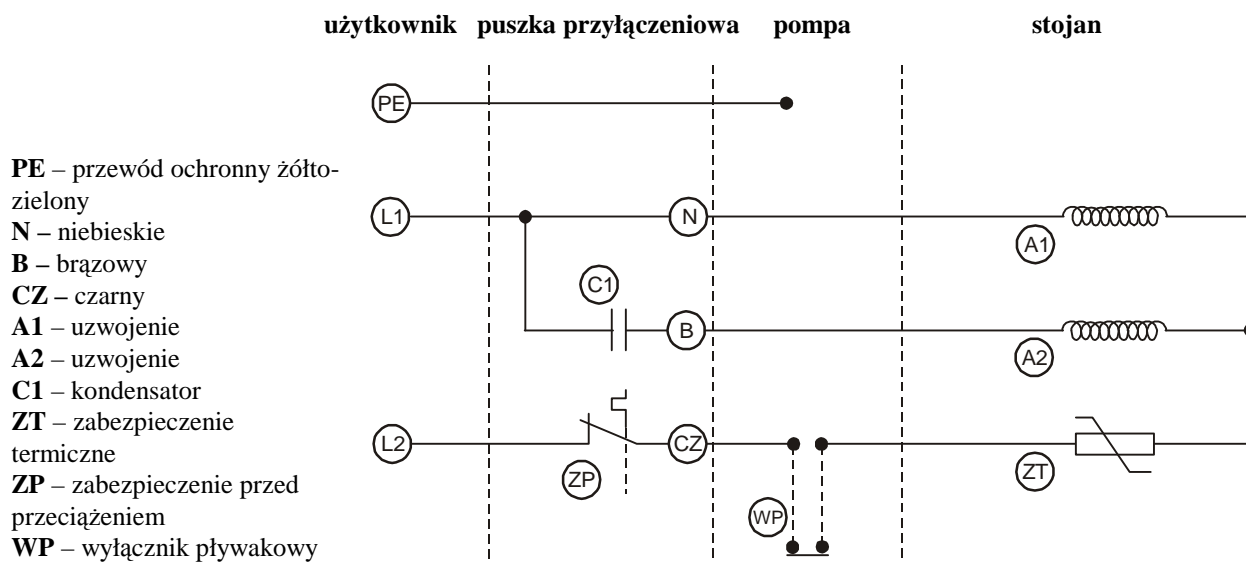 użytkownik puszka przyłączeniowa pompa stojan
PE
PE – przewód ochronny żółto-
zielony
N – niebieskie
B – brązowy
CZ – czarny
A1 – uzwojenie
A2 – uzwojenie
C1 – kondensator
ZT – zabezpieczenie
termiczne
ZP – zabezpieczenie przed
przeciążeniem
WP – wyłącznik pływakowy
L1
N
A1
C1
B
A2
L2
CZ
ZP
ZT
WP